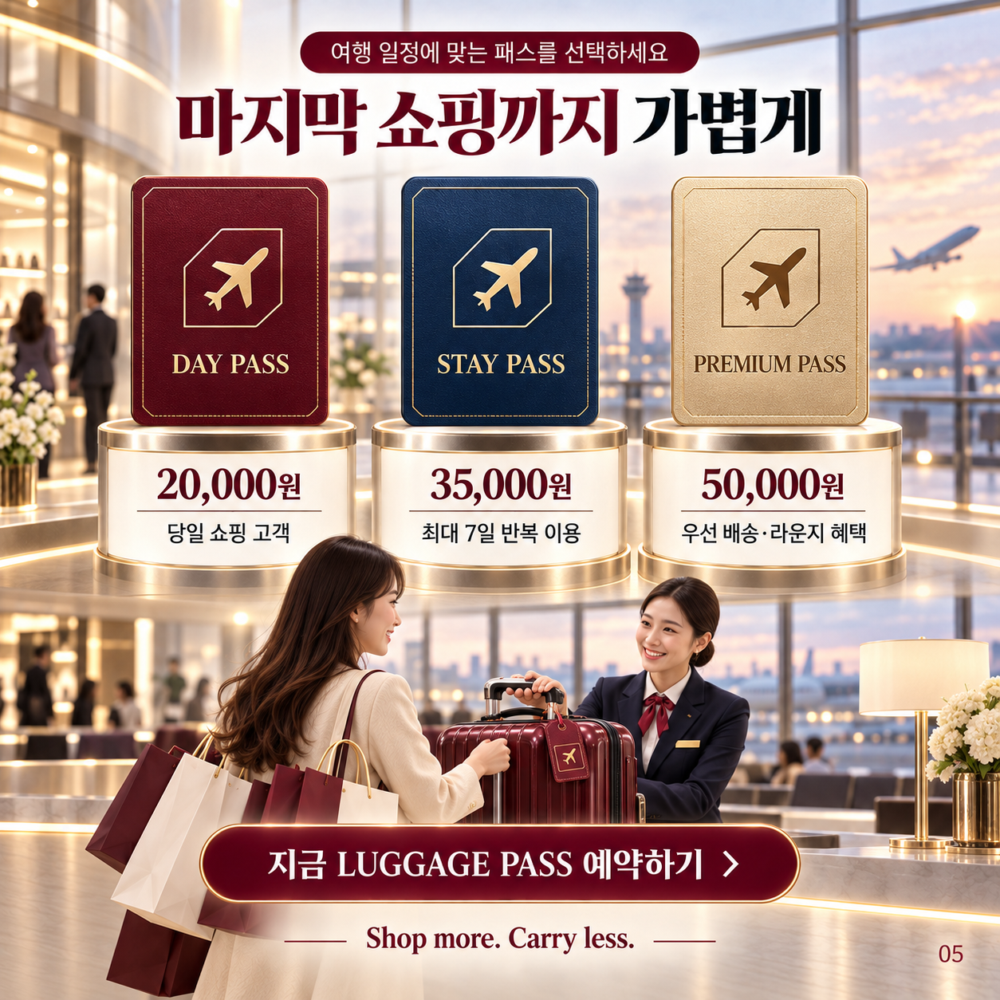 여행 일정에 맞는 패스를 선택하세요
마지막 쇼핑까지 가볍게
DAY PASS
20,000원
당일 쇼핑 고객
STAY PASS
35,000원
최대 7일 반복 이용
PREMIUM PASS
50,000원
우선 배송·라운지 혜택
지금 LUGGAGE PASS 예약하기 >
Shop more. Carry less.
05